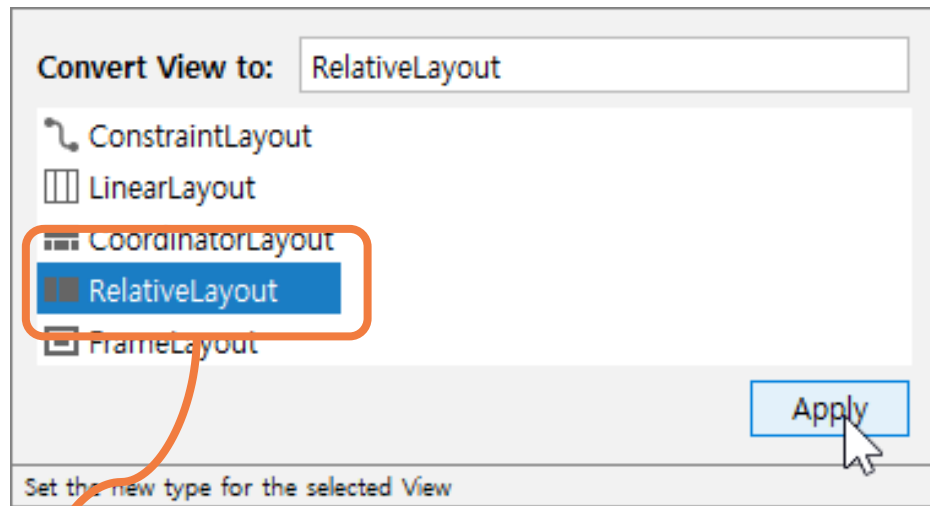 Convert View to: RelativeLayout
ConstraintLayout
LinearLayout
CoordinatorLayout
RelativeLayout
FrameLayout
Apply
Set the new type for the selected View